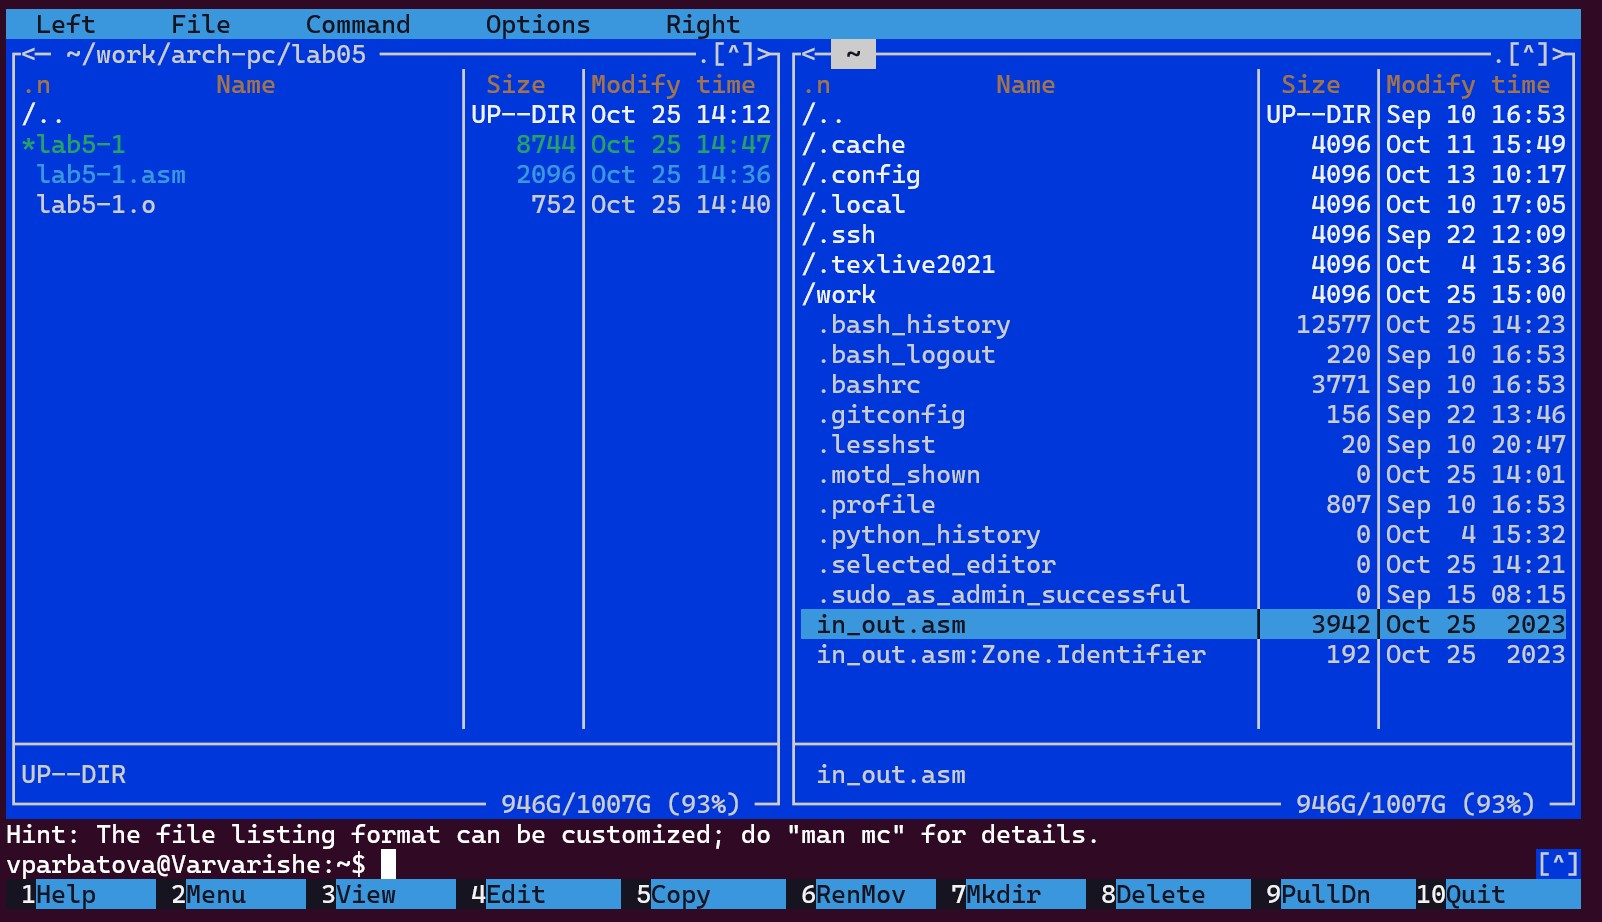 Left File Command Options Right
<─ ~/work/arch-pc/lab05 .[^]>
.n Name Size Modify time
/.. UP--DIR Oct 25 14:12
*lab5-1 8744 Oct 25 14:47
lab5-1.asm 2096 Oct 25 14:36
lab5-1.o 752 Oct 25 14:40
UP--DIR
946G/1007G (93%)
<─ ~ .[^]>
.n Name Size Modify time
/.. UP--DIR Sep 10 16:53
/.cache 4096 Oct 11 15:49
/.config 4096 Oct 13 10:17
/.local 4096 Oct 10 17:05
/.ssh 4096 Sep 22 12:09
/.texlive2021 4096 Oct 4 15:36
/work 4096 Oct 25 15:00
.bash_history 12577 Oct 25 14:23
.bash_logout 220 Sep 10 16:53
.bashrc 3771 Sep 10 16:53
.gitconfig 156 Sep 22 13:46
.lesshst 20 Sep 10 20:47
.motd_shown 0 Oct 25 14:01
.profile 807 Sep 10 16:53
.python_history 0 Oct 4 15:32
.selected_editor 0 Oct 25 14:21
.sudo_as_admin_successful 0 Sep 15 08:15
in_out.asm 3942 Oct 25 2023
in_out.asm:Zone.Identifier 192 Oct 25 2023
in_out.asm
946G/1007G (93%)
Hint: The file listing format can be customized; do "man mc" for details.
vparbatova@Varvarishe:~$ [^]
1Help 2Menu 3View 4Edit 5Copy 6RenMov 7Mkdir 8Delete 9PullDn 10Quit